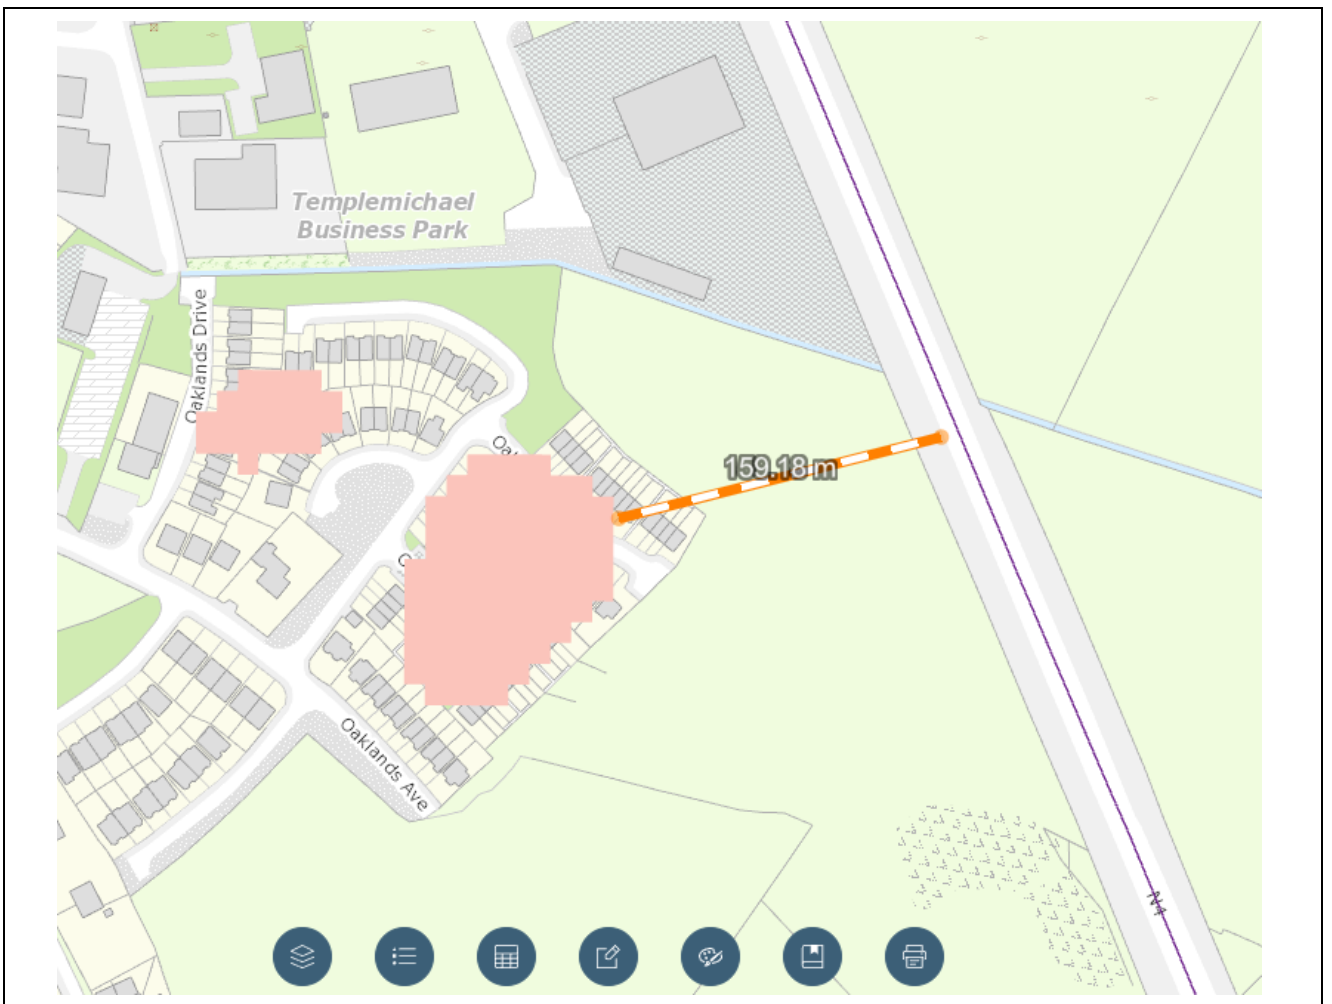 Templemichael
Business Park
Oaklands Drive
159.18 m
Oaklands Ave
N4